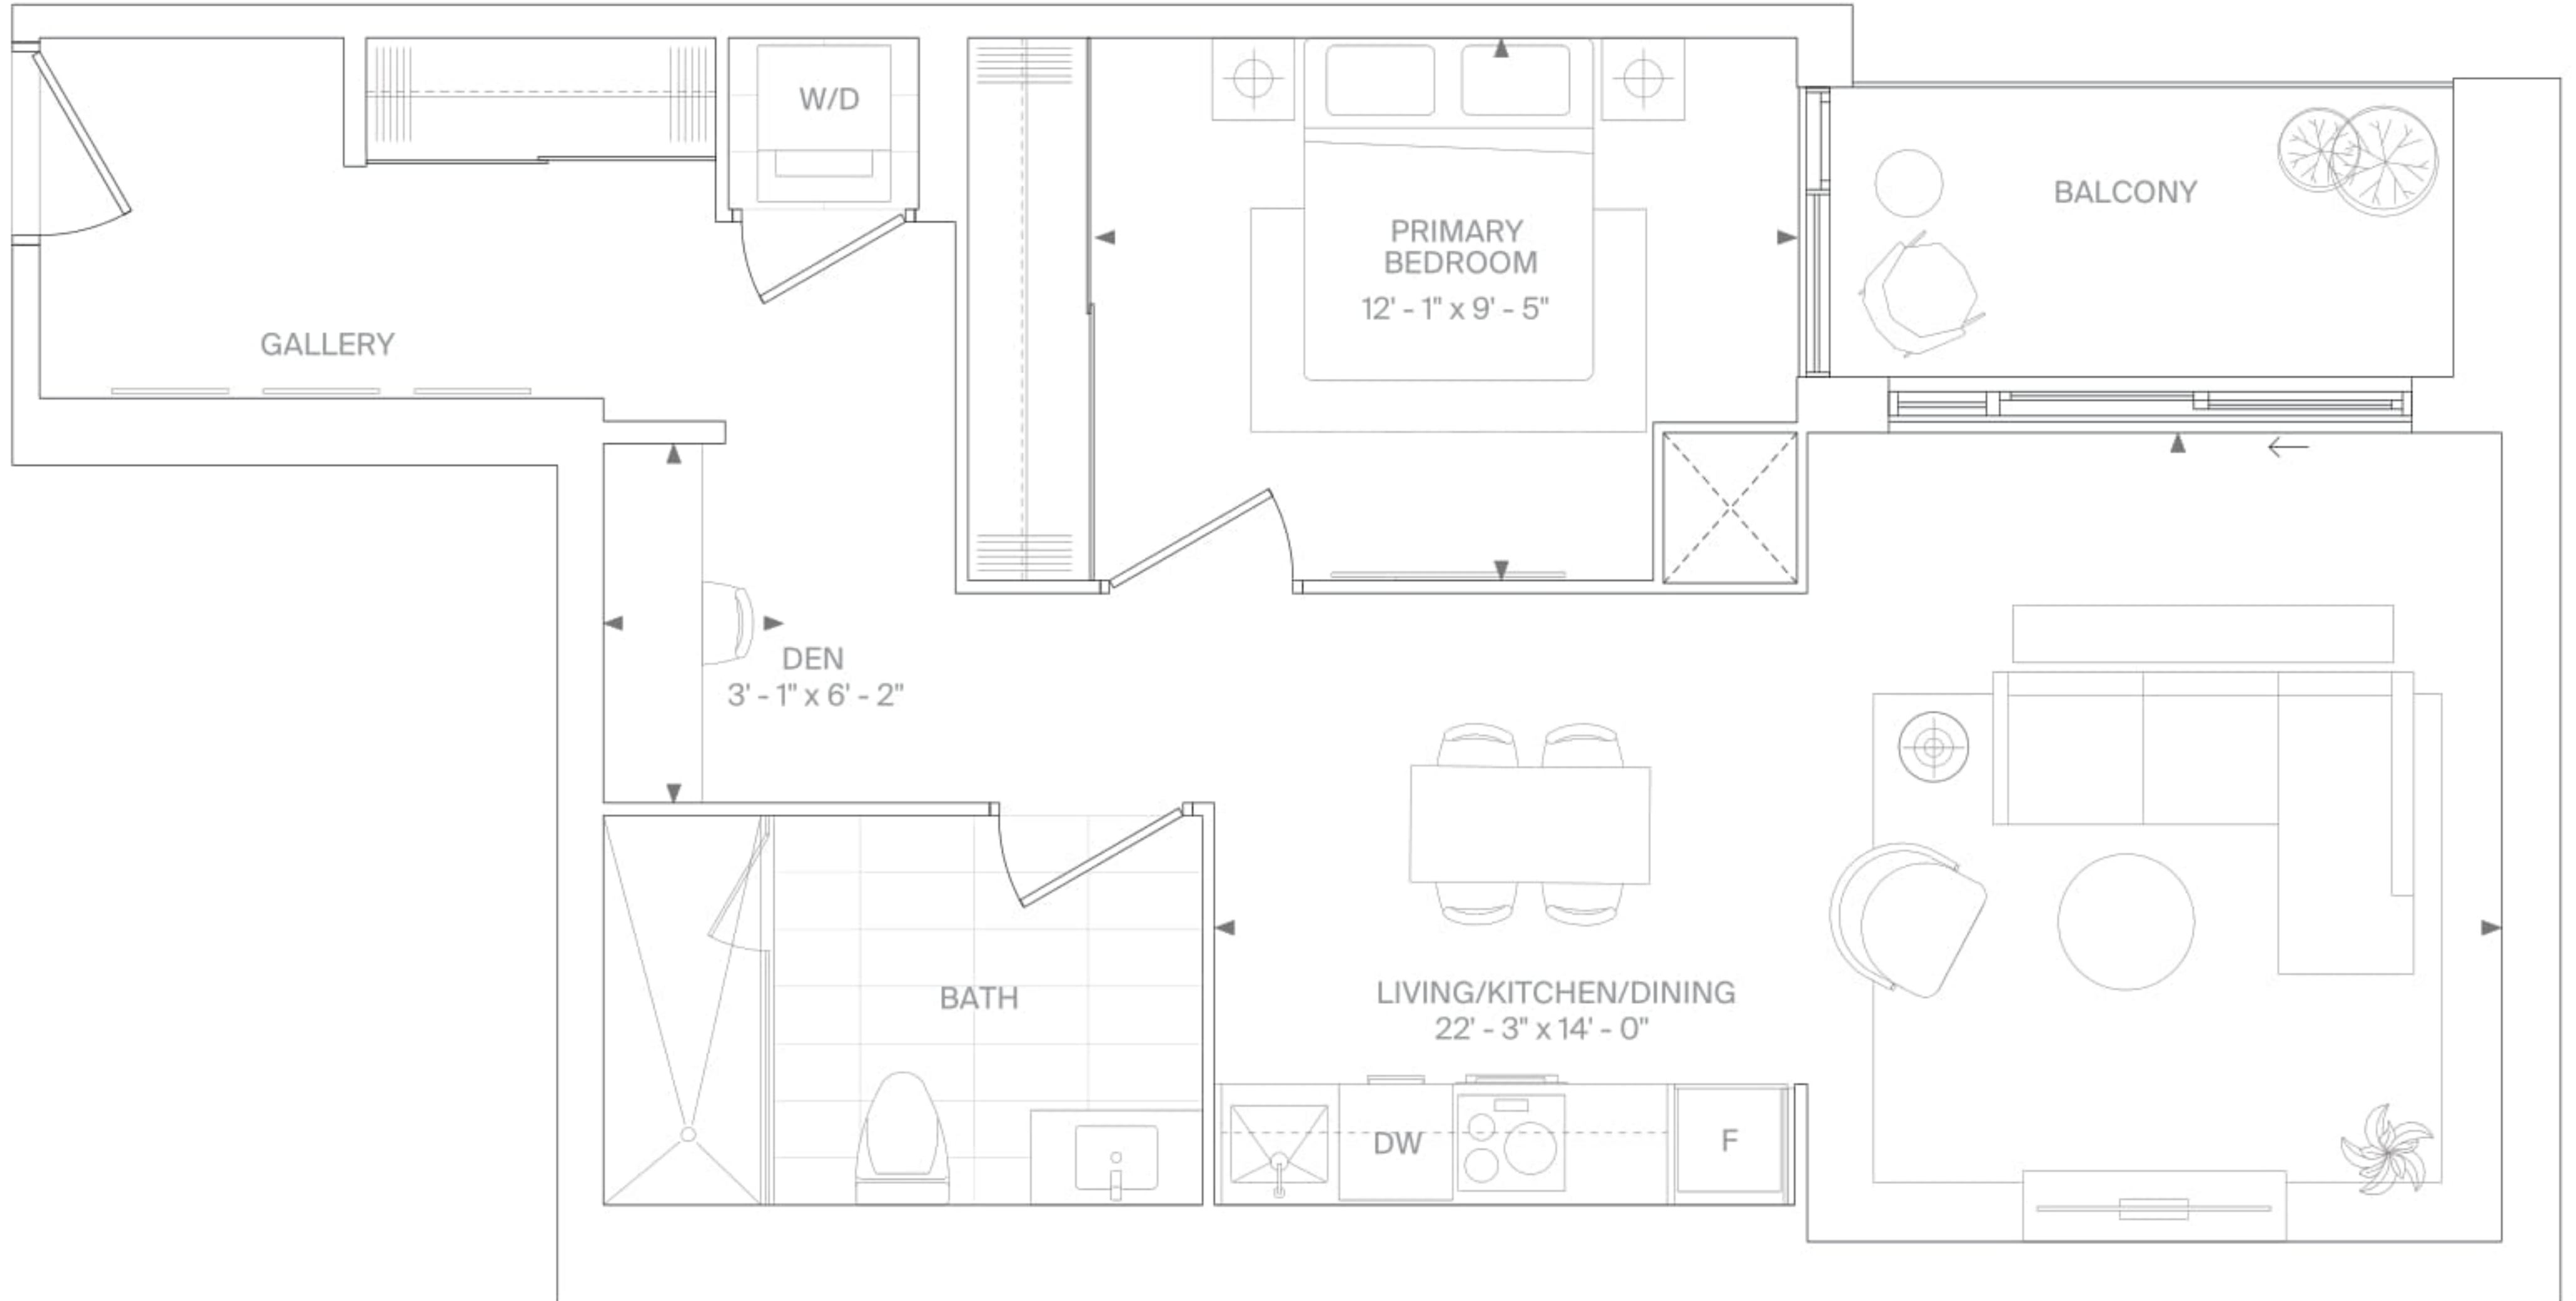 W/D
PRIMARY
BEDROOM
12' - 1" x 9' - 5"
BALCONY
GALLERY
DEN
3' - 1" x 6' - 2"
BATH
LIVING/KITCHEN/DINING
22' - 3" x 14' - 0"
DW
F